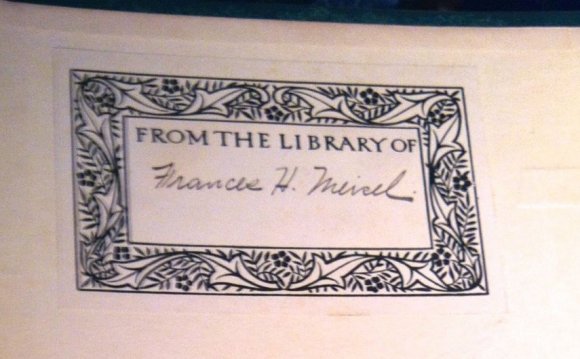 FROM THE LIBRARY OF
Frances H. Meisel.